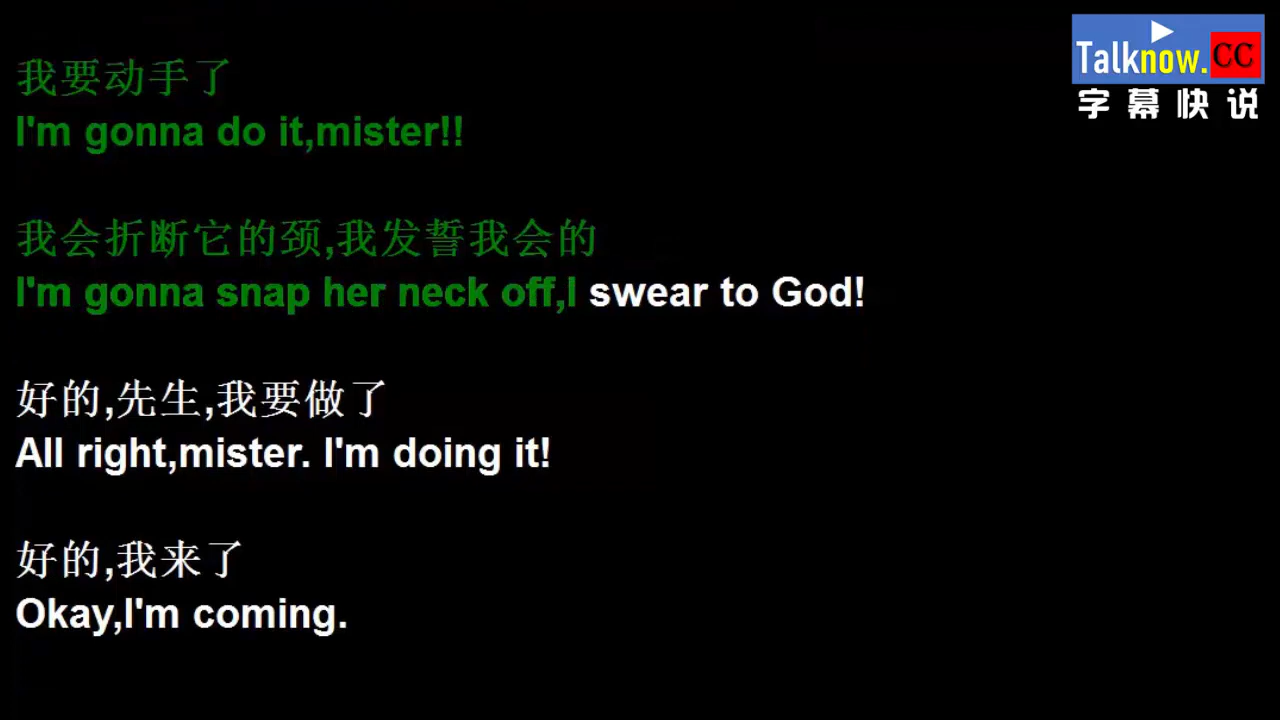 Talknow.CC
字幕快说
我要动手了
I'm gonna do it,mister!!
我会折断它的颈,我发誓我会的
I'm gonna snap her neck off,I swear to God!
好的,先生,我要做了
All right,mister. I'm doing it!
好的,我来了
Okay,I'm coming.